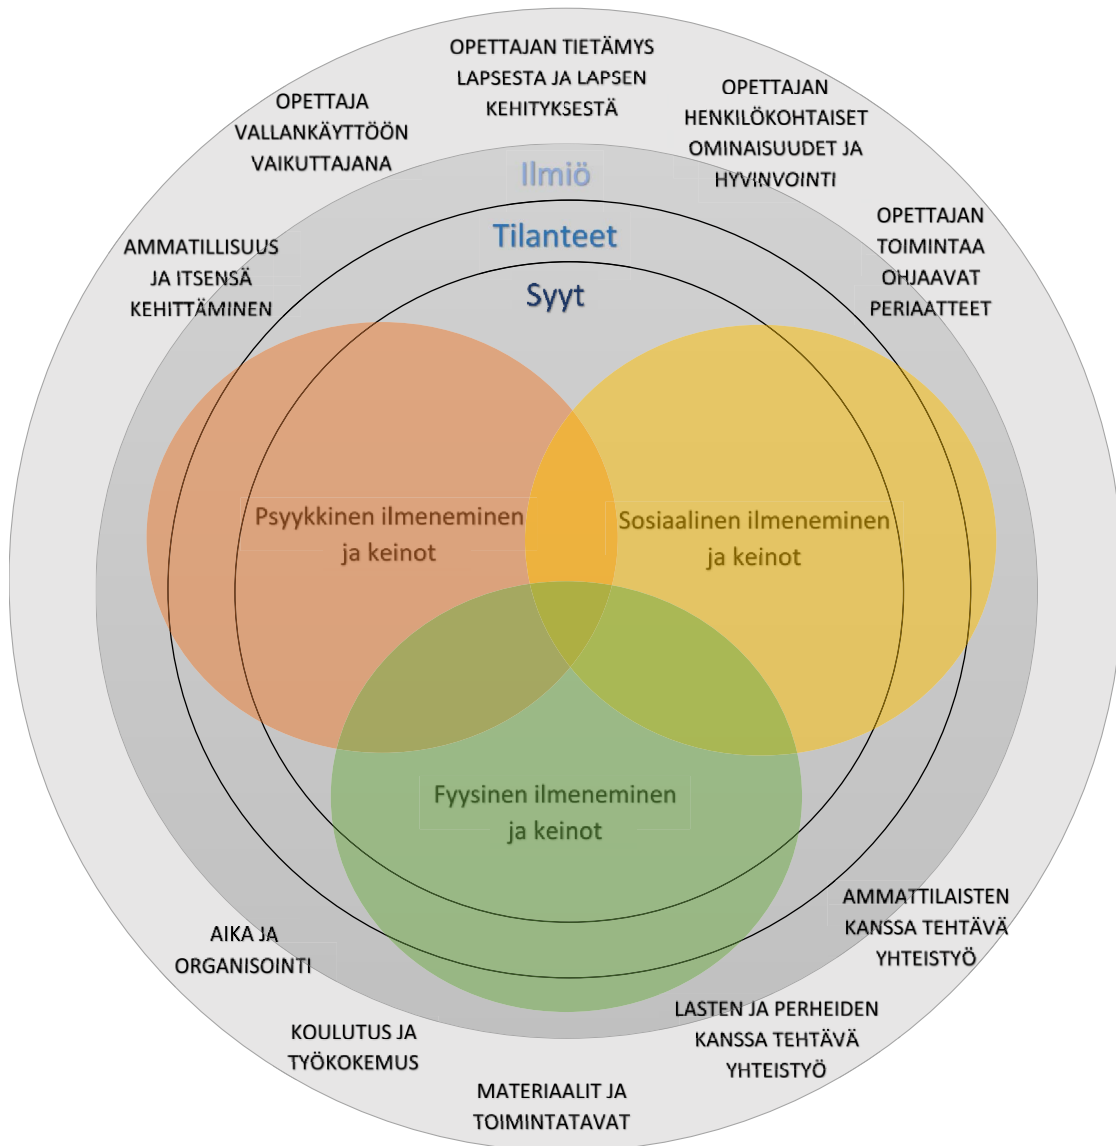 OPETTAJAN TIETÄMYS
LAPSESTA JA LAPSEN
KEHITYKSESTÄ
OPETTAJA
VALLANKÄYTTÖÖN
VAIKUTTAJANA
OPETTAJAN
HENKILÖKOHTAISET
OMINAISUUDET JA
HYVINVOINTI
Ilmiö
AMMATILLISUUS
JA ITSENSÄ
KEHITTÄMINEN
Tilanteet
OPETTAJAN
TOIMINTAA
OHJAAVAT
PERIAATTEET
Syyt
Psyykkinen ilmeneminen
ja keinot
Sosiaalinen ilmeneminen
ja keinot
Fyysinen ilmeneminen
ja keinot
AIKA JA
ORGANISOINTI
AMMATTILAISTEN
KANSSA TEHTÄVÄ
YHTEISTYÖ
KOULUTUS JA
TYÖKOKEMUS
LASTEN JA PERHEIDEN
KANSSA TEHTÄVÄ
YHTEISTYÖ
MATERIAALIT JA
TOIMINTATAVAT